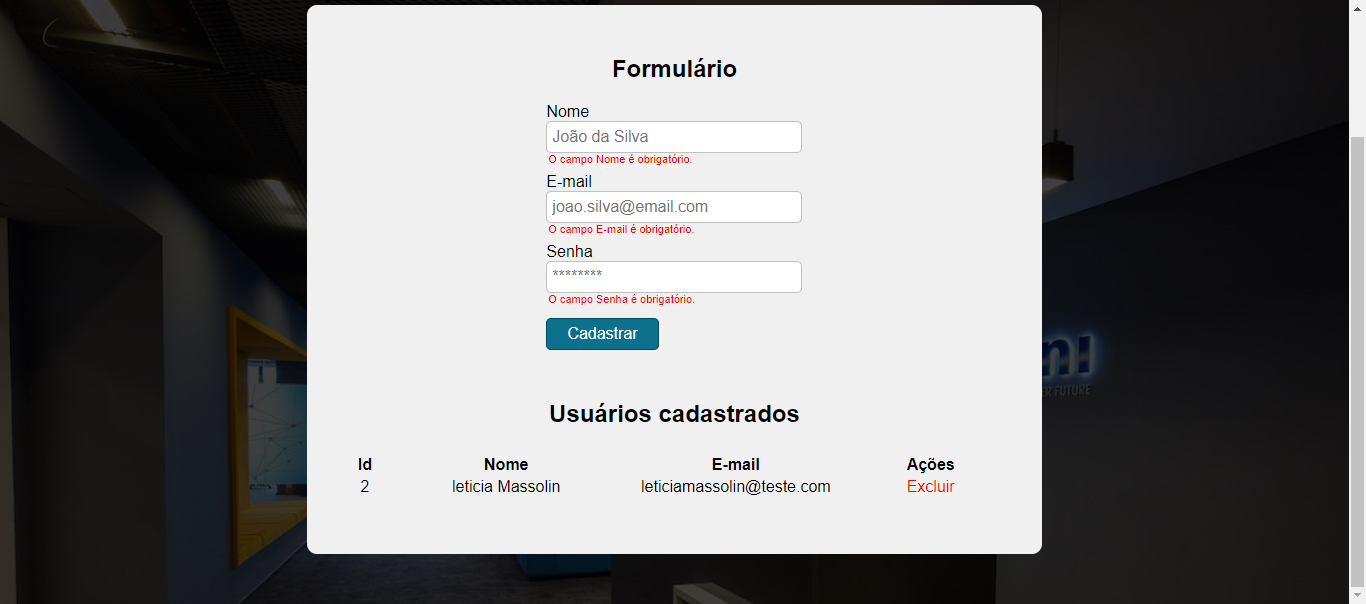 Formulário
Nome
João da Silva
O campo Nome é obrigatório.
E-mail
joao.silva@email.com
O campo E-mail é obrigatório.
Senha
********
O campo Senha é obrigatório.
Cadastrar
Usuários cadastrados
Id Nome E-mail Ações
2 leticia Massolin leticiamassolin@teste.com Excluir
FUTURE